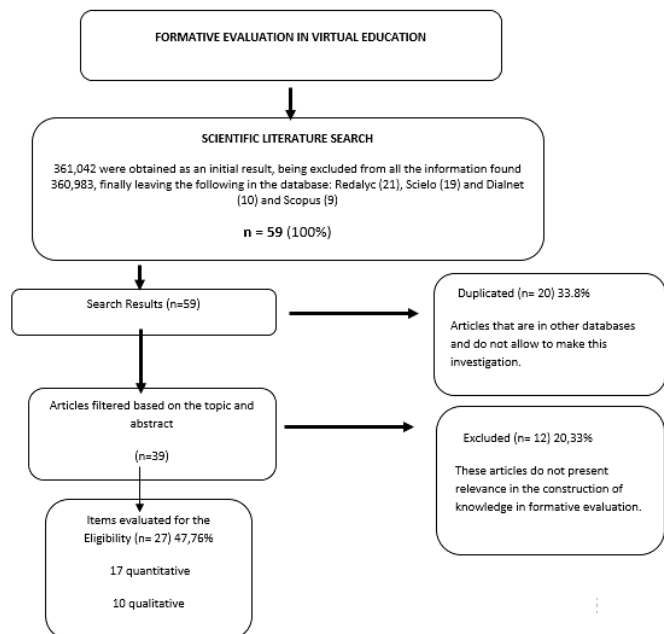 FORMATIVE EVALUATION IN VIRTUAL EDUCATION
SCIENTIFIC LITERATURE SEARCH
361,042 were obtained as an initial result, being excluded from all the information found
360,983, finally leaving the following in the database: Redalyc (21), Scielo (19) and Dialnet
(10) and Scopus (9)
n = 59 (100%)
Search Results (n=59)
Duplicated (n= 20) 33.8%
Articles that are in other databases
and do not allow to make this
investigation.
Articles filtered based on the topic and
abstract
(n=39)
Excluded (n= 12) 20,33%
These articles do not present
relevance in the construction of
knowledge in formative evaluation.
Items evaluated for the
Eligibility (n= 27) 47,76%
17 quantitative
10 qualitative